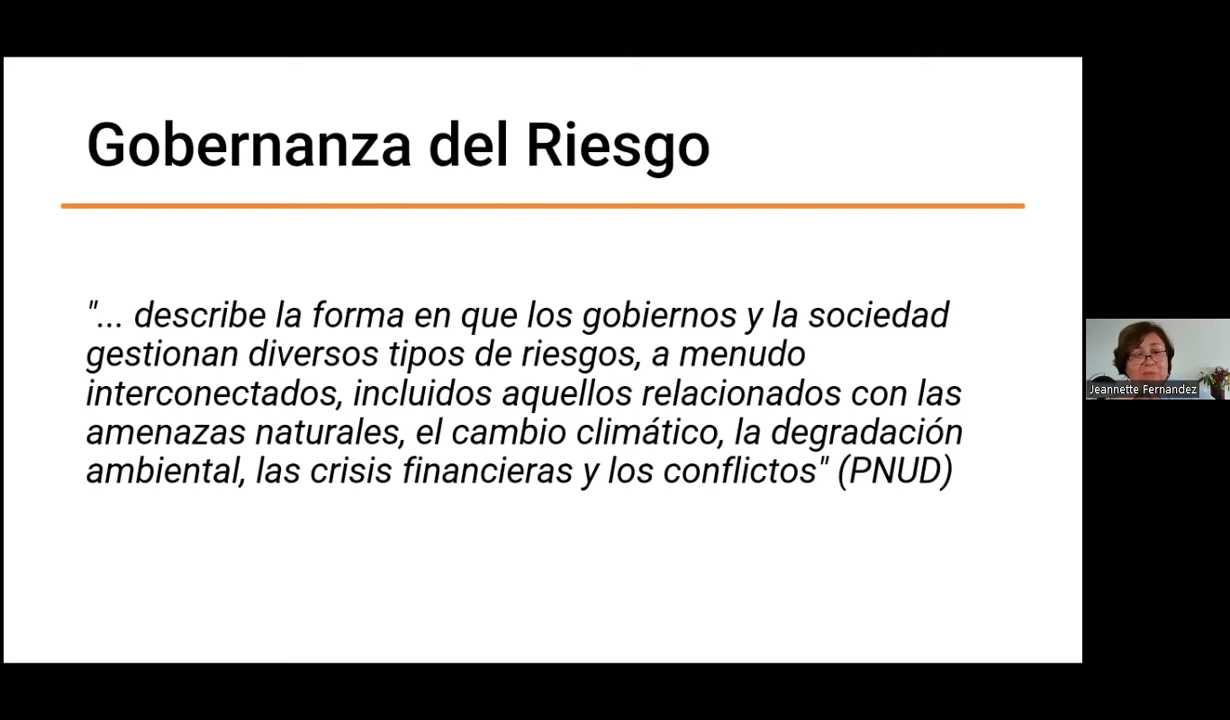 Gobernanza del Riesgo
"... describe la forma en que los gobiernos y la sociedad
gestionan diversos tipos de riesgos, a menudo
interconectados, incluidos aquellos relacionados con las
amenazas naturales, el cambio climático, la degradación
ambiental, las crisis financieras y los conflictos" (PNUD)
Jeannette Fernandez